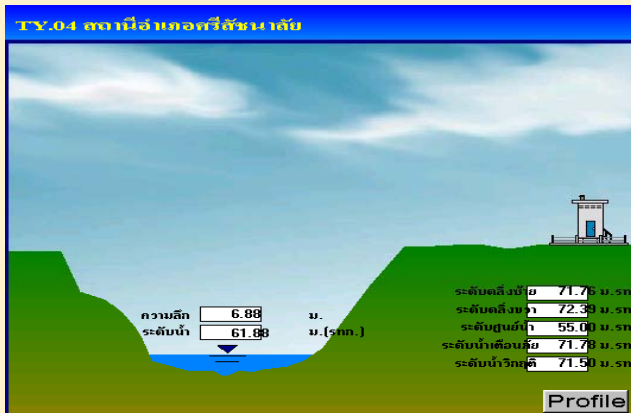 TY.04 สถานีอำเภอศรีสัชนาลัย
ความลึก 6.88 ม.
ระดับน้ำ 61.88 ม.(รทก.)
ระดับตลิ่งซ้าย 71.76 ม.รท
ระดับตลิ่งขวา 72.39 ม.รท
ระดับศูนย์น้ำ 55.00 ม.รท
ระดับน้ำเตือนภัย 71.78 ม.รท
ระดับน้ำวิกฤติ 71.50 ม.รท
Profile